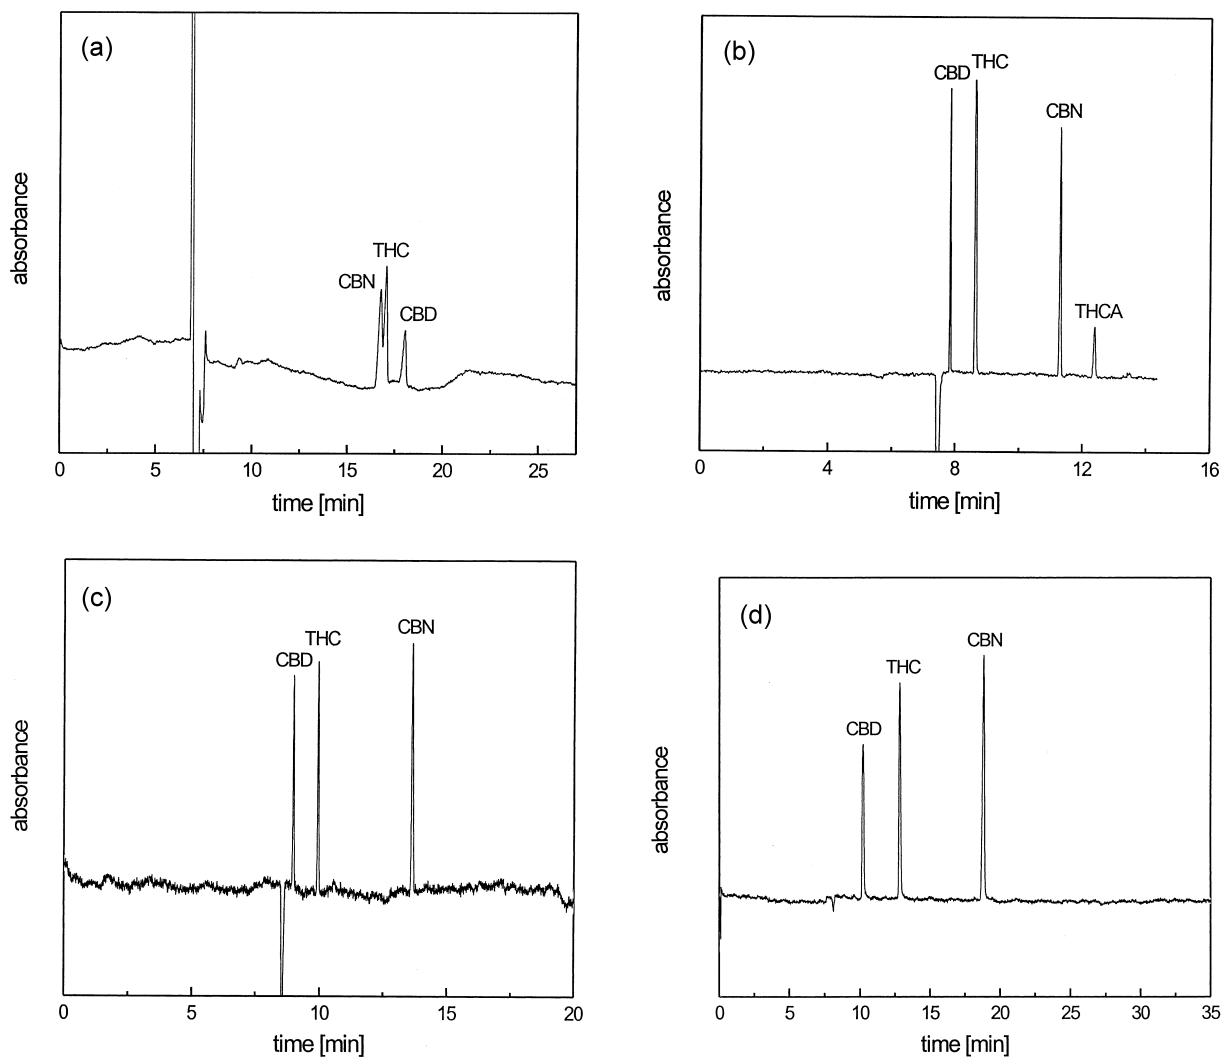 (a)
THC
CBN
CBD
absorbance
0 5 10 15 20 25
time [min]
(b)
CBD THC
CBN
THCA
absorbance
0 4 8 12 16
time [min]
(c)
CBN
THC
CBD
absorbance
0 5 10 15 20
time [min]
(d)
CBN
THC
CBD
absorbance
0 5 10 15 20 25 30 35
time [min]